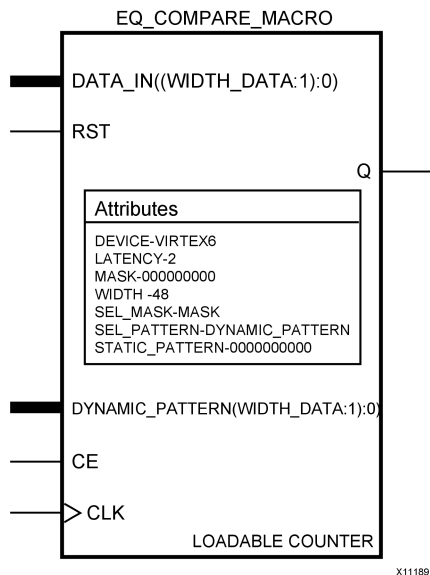 EQ_COMPARE_MACRO
DATA_IN((WIDTH_DATA:1):0)
RST
Q
Attributes
DEVICE-VIRTEX6
LATENCY-2
MASK-000000000
WIDTH -48
SEL_MASK-MASK
SEL_PATTERN-DYNAMIC_PATTERN
STATIC_PATTERN-0000000000
DYNAMIC_PATTERN(WIDTH_DATA:1):0)
CE
CLK
LOADABLE COUNTER
X11189